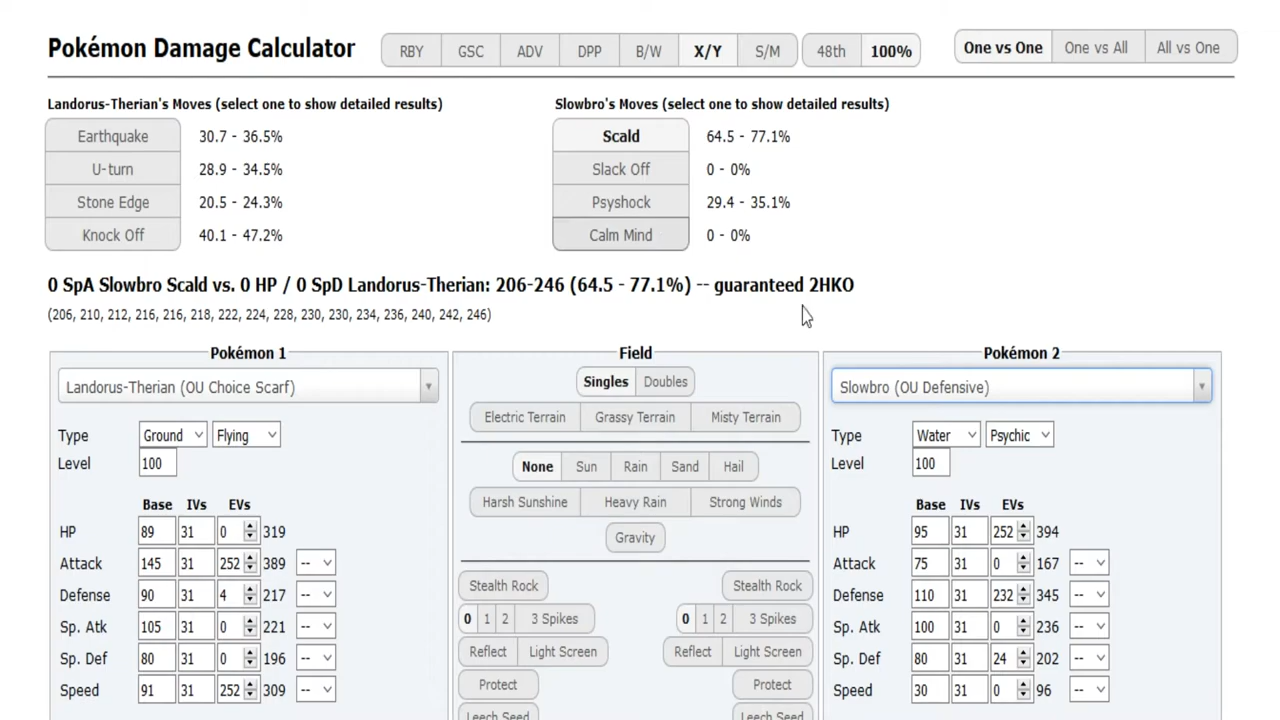 Pokémon Damage Calculator RBY GSC ADV DPP B/W X/Y S/M 48th 100% One vs One One vs All All vs One
Landorus-Therian's Moves (select one to show detailed results) Slowbro's Moves (select one to show detailed results)
Earthquake 30.7 - 36.5% Scald 64.5 - 77.1%
U-turn 28.9 - 34.5% Slack Off 0 - 0%
Stone Edge 20.5 - 24.3% Psyshock 29.4 - 35.1%
Knock Off 40.1 - 47.2% Calm Mind 0 - 0%
0 SpA Slowbro Scald vs. 0 HP / 0 SpD Landorus-Therian: 206-246 (64.5 - 77.1%) -- guaranteed 2HKO
(206, 210, 212, 216, 216, 218, 222, 224, 228, 230, 230, 234, 236, 240, 242, 246)
Pokémon 1 Field Pokémon 2
Landorus-Therian (OU Choice Scarf) Singles Doubles Slowbro (OU Defensive)
Electric Terrain Grassy Terrain Misty Terrain
Type Ground Flying Type Water Psychic
Level 100 None Sun Rain Sand Hail Level 100
Base IVs EVs Harsh Sunshine Heavy Rain Strong Winds Base IVs EVs
HP 89 31 0 319 Gravity HP 95 31 252 394
Attack 145 31 252 389 -- Attack 75 31 0 167 --
Defense 90 31 4 217 -- Stealth Rock Stealth Rock Defense 110 31 232 345 --
Sp. Atk 105 31 0 221 -- 0 1 2 3 Spikes 0 1 2 3 Spikes Sp. Atk 100 31 0 236 --
Sp. Def 80 31 0 196 -- Reflect Light Screen Reflect Light Screen Sp. Def 80 31 24 202 --
Speed 91 31 252 309 -- Protect Protect Speed 30 31 0 96 --
Leech Seed Leech Seed